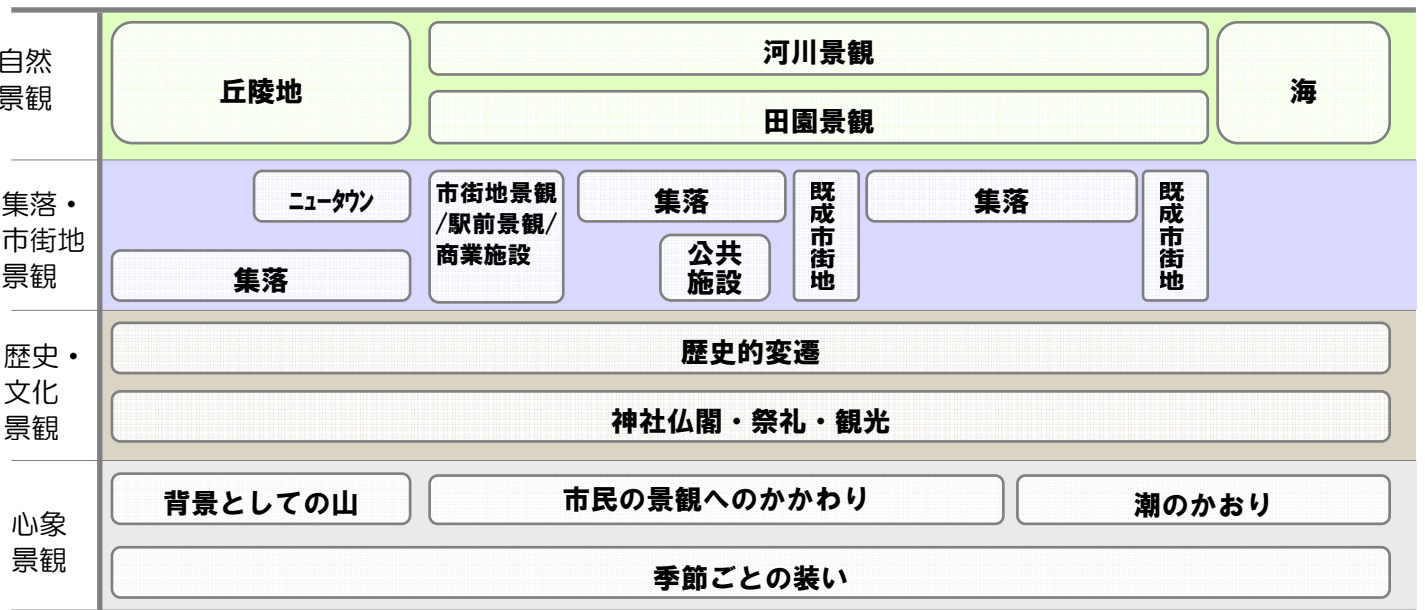 自然
景観
丘陵地
河川景観
田園景観
海
集落・
市街地
景観
ニュータウン
集落
市街地景観
/駅前景観/
商業施設
集落
公共
施設
既成市街地
集落
既成市街地
歴史・
文化
景観
歴史的変遷
神社仏閣・祭礼・観光
心象
景観
背景としての山
市民の景観へのかかわり
潮のかおり
季節ごとの装い